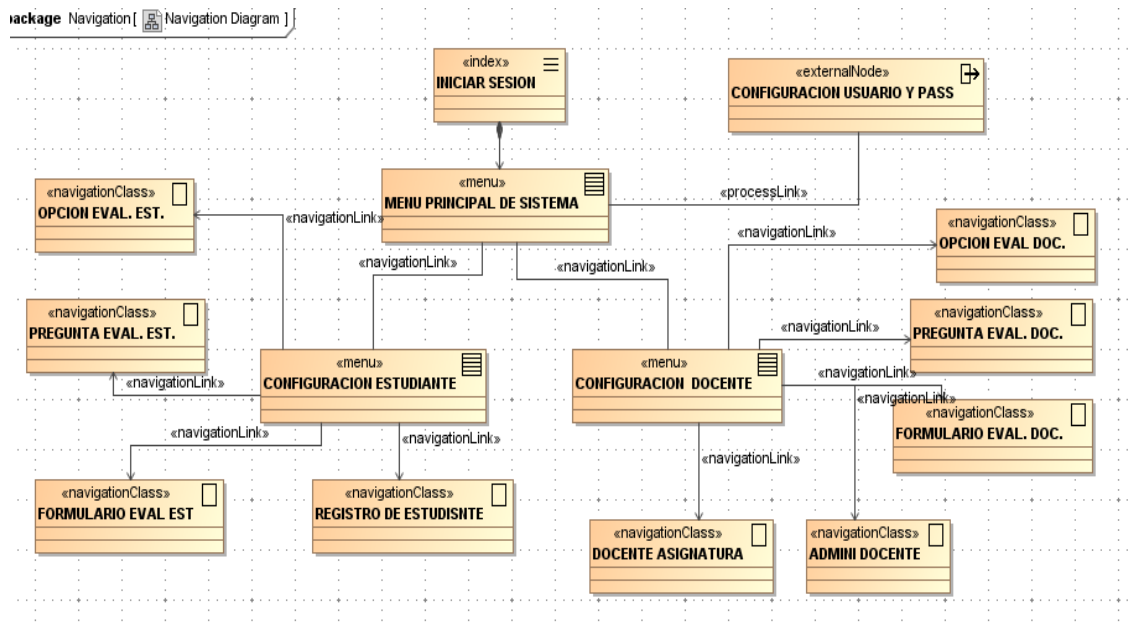 package Navigation [ Navigation Diagram ]
«index»
INICIAR SESION
«externalNode»
CONFIGURACION USUARIO Y PASS
«menu»
MENU PRINCIPAL DE SISTEMA
«processLink»
«navigationClass»
OPCION EVAL. EST.
«navigationLink»
«navigationLink»
«navigationLink»
«navigationLink»
«navigationClass»
OPCION EVAL DOC.
«navigationClass»
PREGUNTA EVAL. EST.
«navigationLink»
«navigationClass»
PREGUNTA EVAL. DOC.
«menu»
CONFIGURACION ESTUDIANTE
«menu»
CONFIGURACION DOCENTE
«navigationLink»
«navigationLink»
«navigationLink»
«navigationClass»
FORMULARIO EVAL. DOC.
«navigationLink»
«navigationLink»
«navigationLink»
«navigationClass»
FORMULARIO EVAL EST
«navigationClass»
REGISTRO DE ESTUDISNTE
«navigationClass»
DOCENTE ASIGNATURA
«navigationClass»
ADMINI DOCENTE